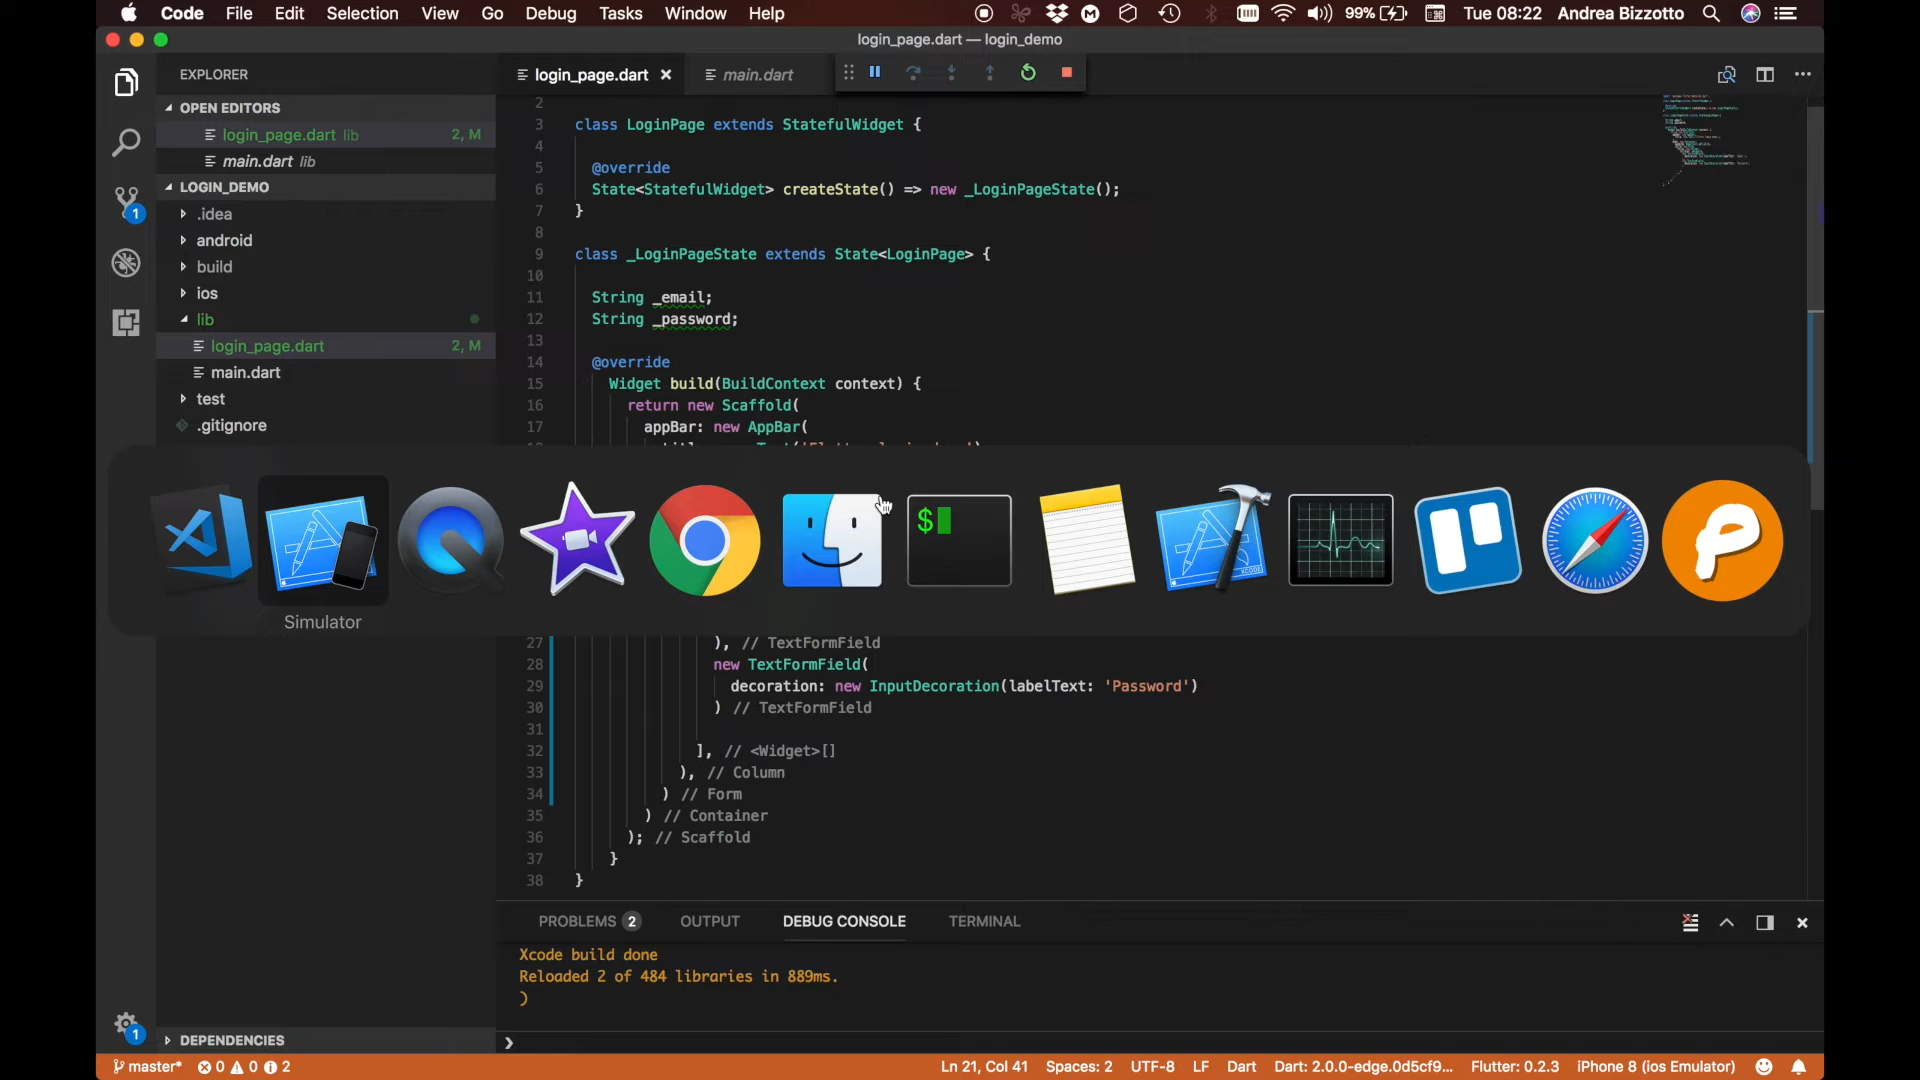 Code File Edit Selection View Go Debug Tasks Window Help 99% Tue 08:22 Andrea Bizzotto
login_page.dart — login_demo
EXPLORER
login_page.dart
main.dart
OPEN EDITORS
login_page.dart lib 2, M
main.dart lib
LOGIN_DEMO
.idea
android
build
ios
lib
login_page.dart 2, M
main.dart
test
.gitignore
DEPENDENCIES
2
3 class LoginPage extends StatefulWidget {
4
5 @override
6 State<StatefulWidget> createState() => new _LoginPageState();
7 }
8
9 class _LoginPageState extends State<LoginPage> {
10
11 String _email;
12 String _password;
13
14 @override
15 Widget build(BuildContext context) {
16 return new Scaffold(
17 appBar: new AppBar(
$
Simulator
27 ), // TextFormField
28 new TextFormField(
29 decoration: new InputDecoration(labelText: 'Password')
30 ) // TextFormField
31
32 ], // <Widget>[]
33 ), // Column
34 ) // Form
35 ) // Container
36 ); // Scaffold
37 }
38 }
PROBLEMS 2 OUTPUT DEBUG CONSOLE TERMINAL
Xcode build done
Reloaded 2 of 484 libraries in 889ms.
)
1
1
master* 0 0 2 Ln 21, Col 41 Spaces: 2 UTF-8 LF Dart Dart: 2.0.0-edge.0d5cf9... Flutter: 0.2.3 iPhone 8 (ios Emulator)